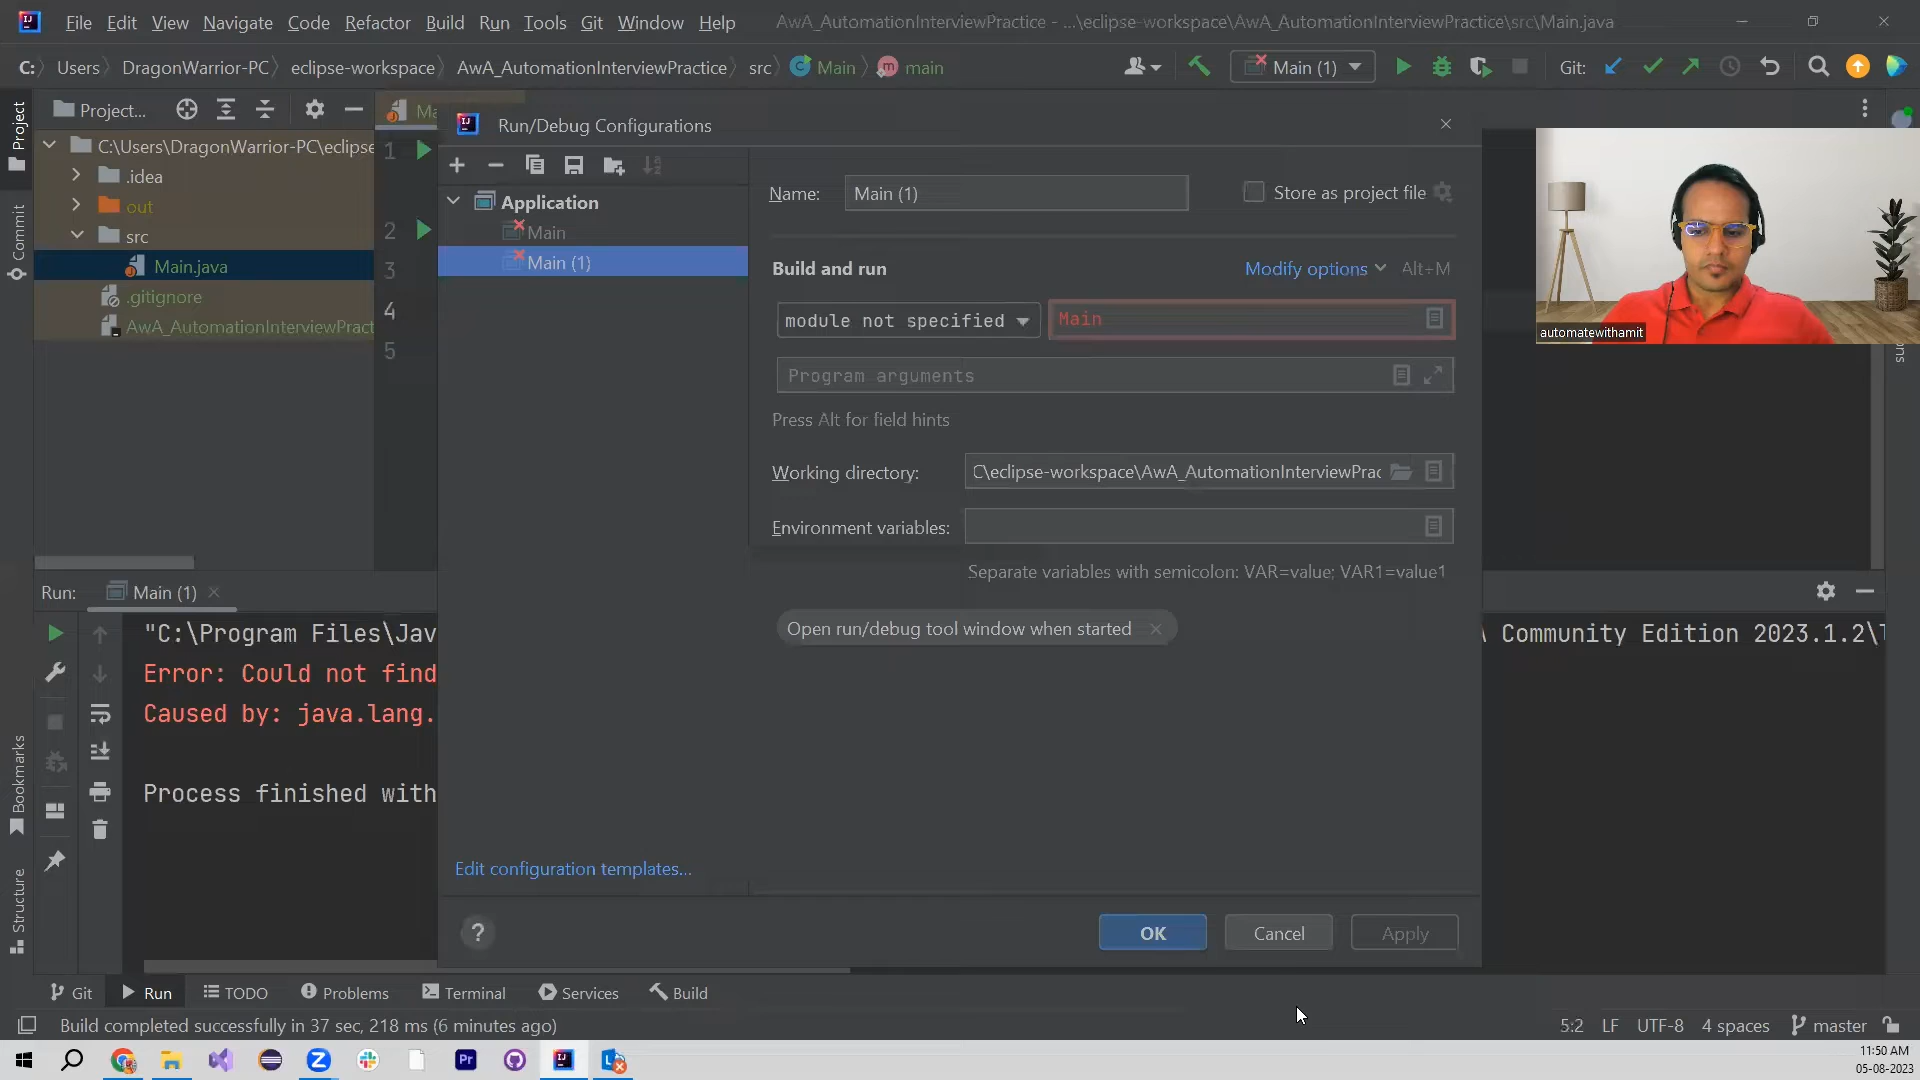 File Edit View Navigate Code Refactor Build Run Tools Git Window Help AwA_AutomationInterviewPractice - ...\eclipse-workspace\AwA_AutomationInterviewPractice\src\Main.java
C: Users DragonWarrior-PC eclipse-workspace AwA_AutomationInterviewPractice src Main main Main (1) Git:
Project
Commit
Bookmarks
Structure
Project...
C:\Users\DragonWarrior-PC\eclipse
.idea
out
src
Main.java
.gitignore
AwA_AutomationInterviewPract
1
2
3
4
5
Run/Debug Configurations
Application
Main
Main (1)
Edit configuration templates...
Name: Main (1) Store as project file
Build and run Modify options Alt+M
module not specified Main
Program arguments
Press Alt for field hints
Working directory: C\eclipse-workspace\AwA_AutomationInterviewPrac
Environment variables:
Separate variables with semicolon: VAR=value; VAR1=value1
Open run/debug tool window when started
? OK Cancel Apply
automatewithamit
Run: Main (1)
"C:\Program Files\Jav
Community Edition 2023.1.2\
Error: Could not find
Caused by: java.lang.
Process finished with
Git Run TODO Problems Terminal Services Build
Build completed successfully in 37 sec, 218 ms (6 minutes ago) 5:2 LF UTF-8 4 spaces master
11:50 AM
05-08-2023